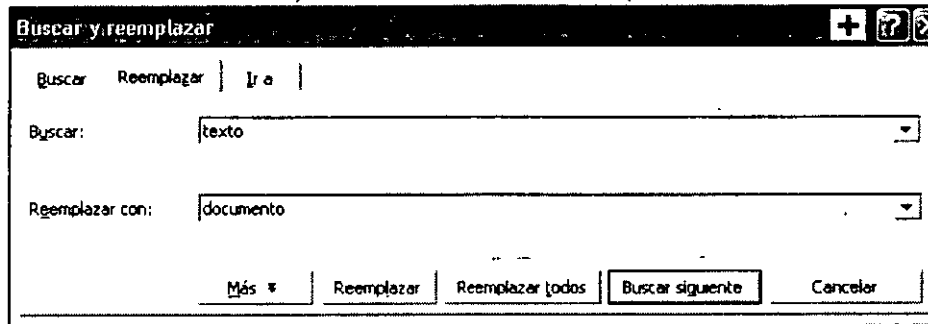 Buscar y reemplazar
Buscar Reemplazar Ir a
Buscar: texto
Reemplazar con: documento
Más Reemplazar Reemplazar todos Buscar siguiente Cancelar